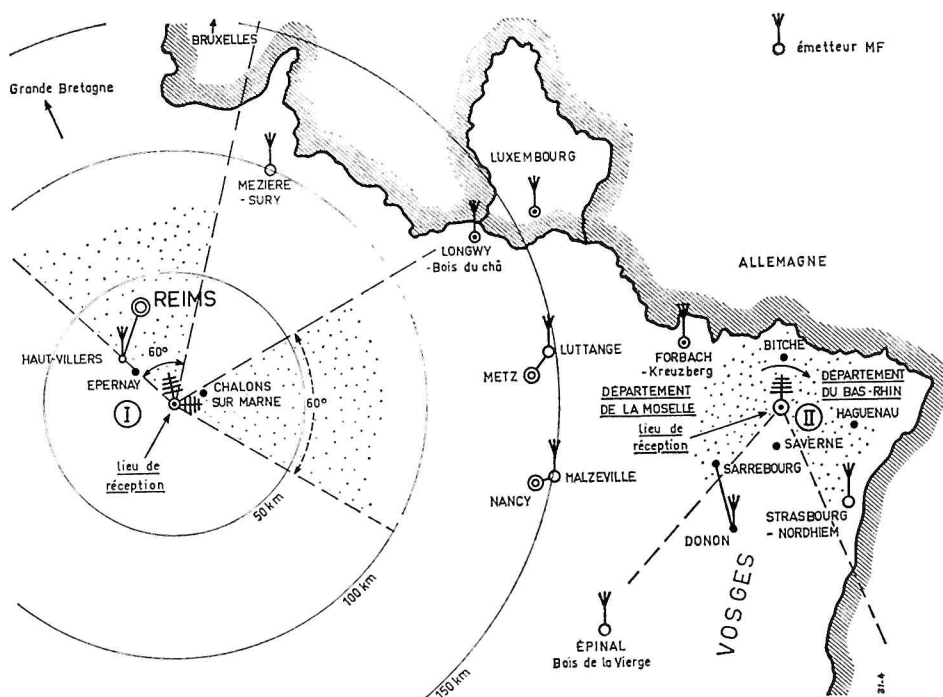 BRUXELLES
émetteur MF
Grande Bretagne
MEZIERE
-SURY
LUXEMBOURG
LONGWY
-Bois du châ
ALLEMAGNE
REIMS
HAUT-VILLERS
60°
EPERNAY
CHALONS
SUR MARNE
60°
I
lieu de
réception
50 km
100 km
150 km
LUTTANGE
METZ
NANCY
MALZEVILLE
FORBACH
-Kreuzberg
BITCHE
DÉPARTEMENT
DE LA MOSELLE
DÉPARTEMENT
DU BAS-RHIN
lieu de
réception
II
HAGUENAU
SAVERNE
SARREBOURG
STRASBOURG
-NORDHIEM
DONON
VOSGES
ÉPINAL
Bois de la Vierge
21-4